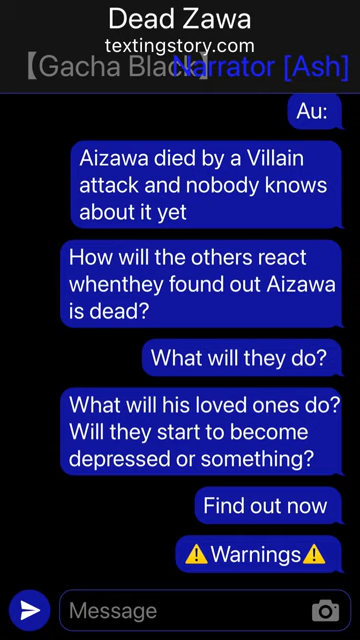 Dead Zawa
textingstory.com
【Gacha Black】
Narrator [Ash]
Au:
Aizawa died by a Villain
attack and nobody knows
about it yet
How will the others react
whenthey found out Aizawa
is dead?
What will they do?
What will his loved ones do?
Will they start to become
depressed or something?
Find out now
⚠️Warnings⚠️
Message